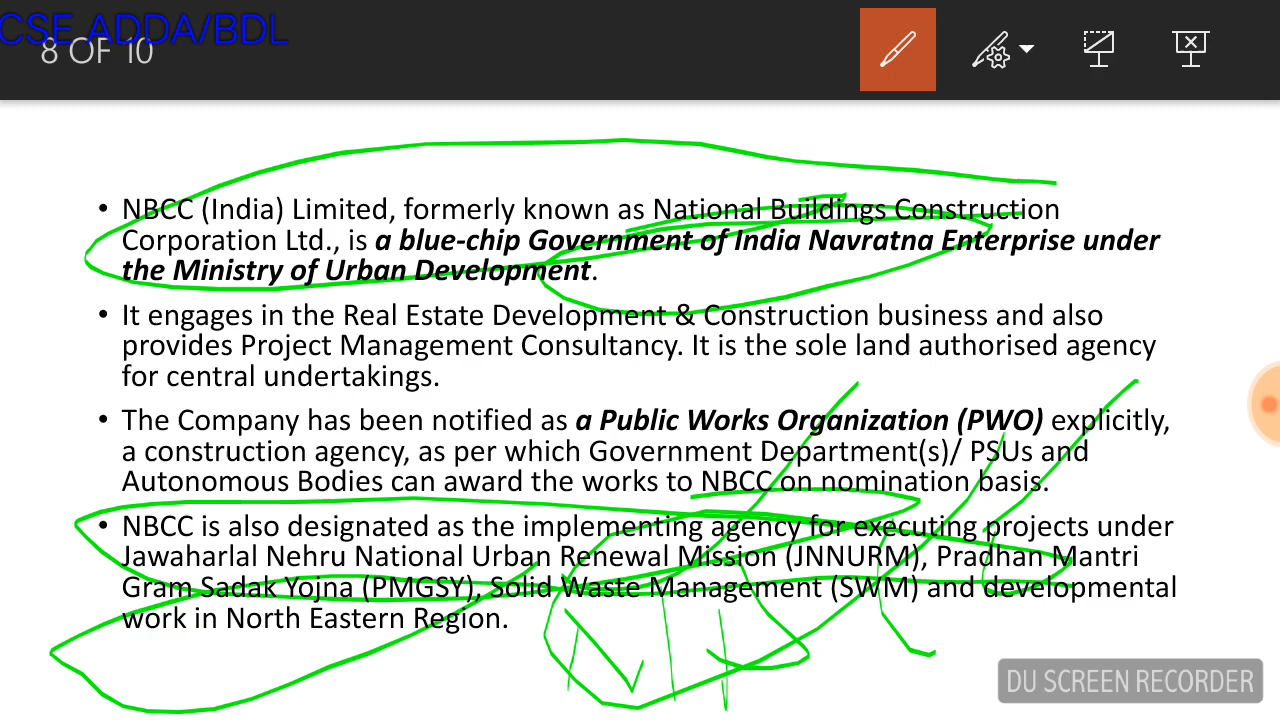 CSE ADDA/BDL
8 OF 10
• NBCC (India) Limited, formerly known as National Buildings Construction
Corporation Ltd., is a blue-chip Government of India Navratna Enterprise under
the Ministry of Urban Development.
• It engages in the Real Estate Development & Construction business and also
provides Project Management Consultancy. It is the sole land authorised agency
for central undertakings.
• The Company has been notified as a Public Works Organization (PWO) explicitly,
a construction agency, as per which Government Department(s)/ PSUs and
Autonomous Bodies can award the works to NBCC on nomination basis.
• NBCC is also designated as the implementing agency for executing projects under
Jawaharlal Nehru National Urban Renewal Mission (JNNURM), Pradhan Mantri
Gram Sadak Yojna (PMGSY), Solid Waste Management (SWM) and developmental
work in North Eastern Region.
DU SCREEN RECORDER